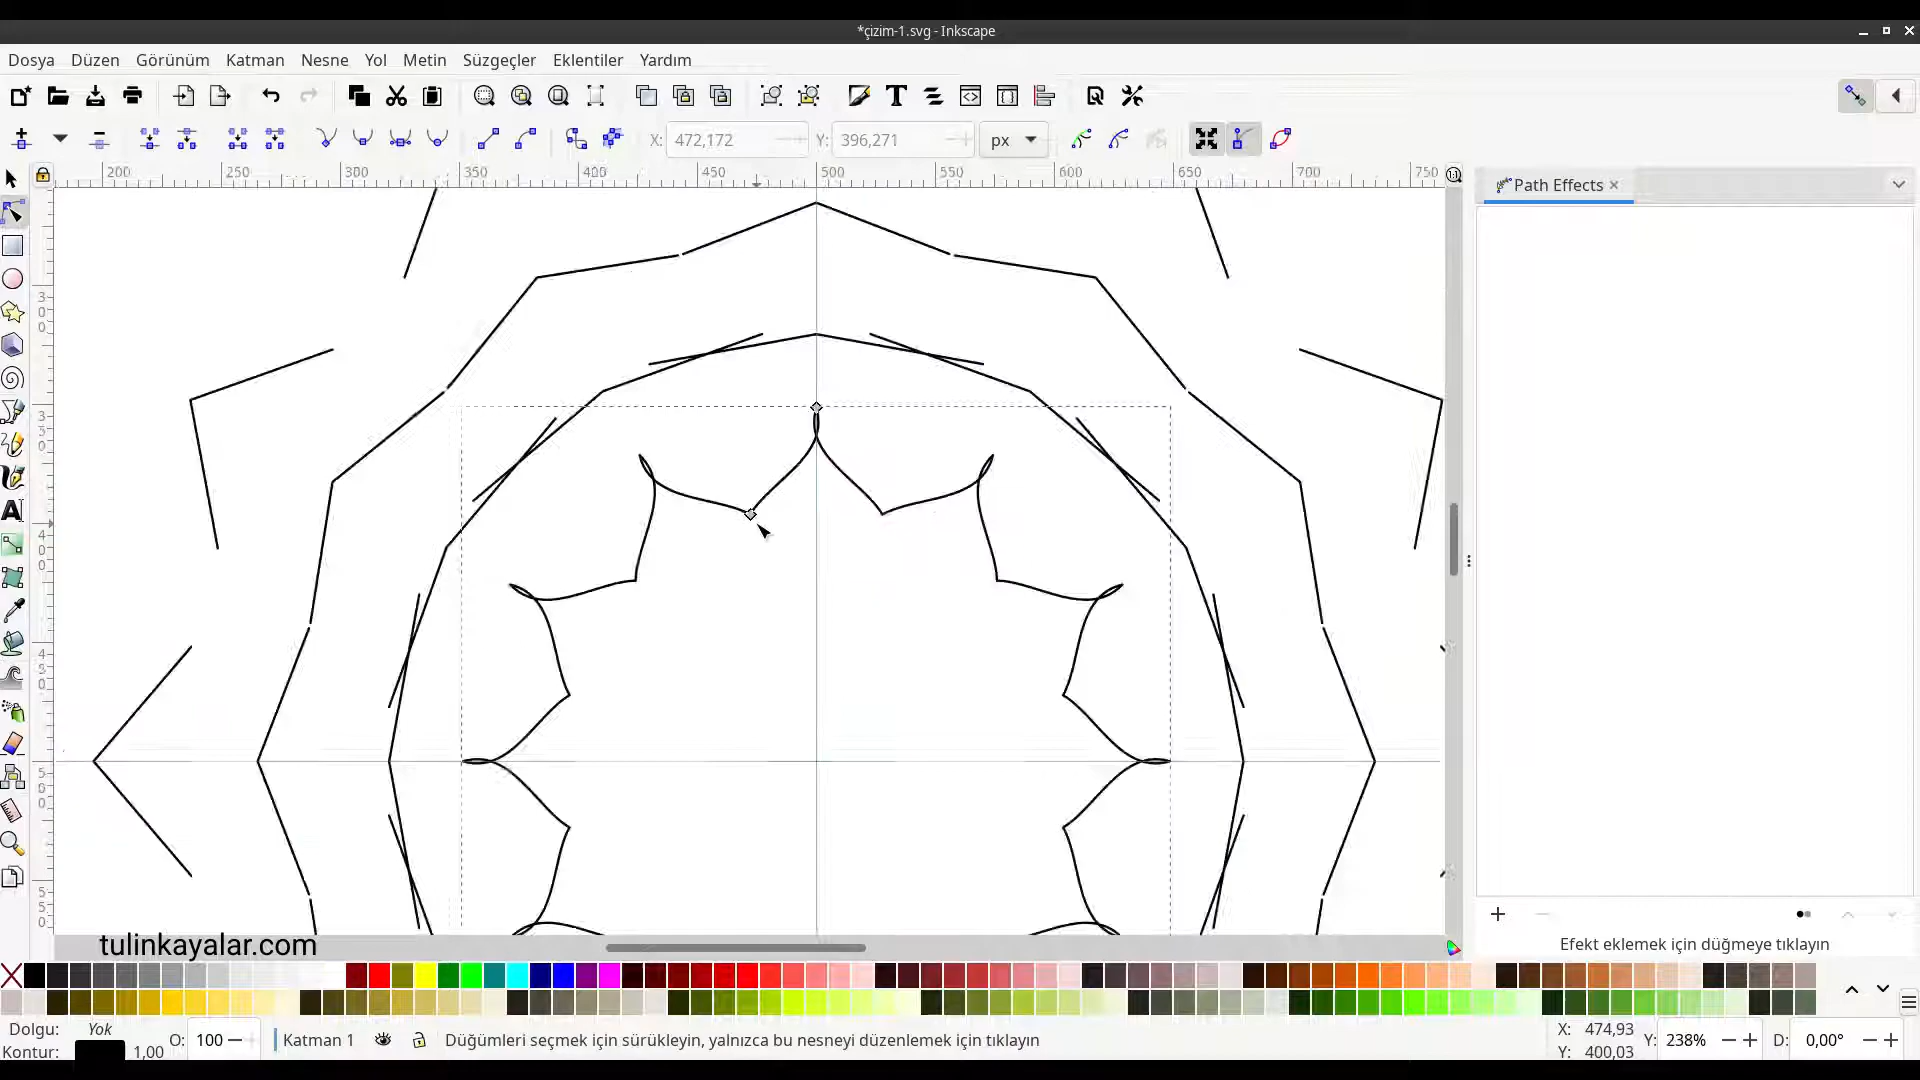 *çizim-1.svg - Inkscape
Dosya Düzen Görünüm Katman Nesne Yol Metin Süzgeçler Eklentiler Yardım
X: 472,172 Y: 396,271 px
200 250 300 350 400 450 500 550 600 650 700 750
Path Effects
Efekt eklemek için düğmeye tıklayın
tulinkayalar.com
Dolgu: Yok
Kontur: 1,00
O: 100
Katman 1
Düğümleri seçmek için sürükleyin, yalnızca bu nesneyi düzenlemek için tıklayın
X: 474,93
Y: 400,03
Y: 238%
D: 0,00°